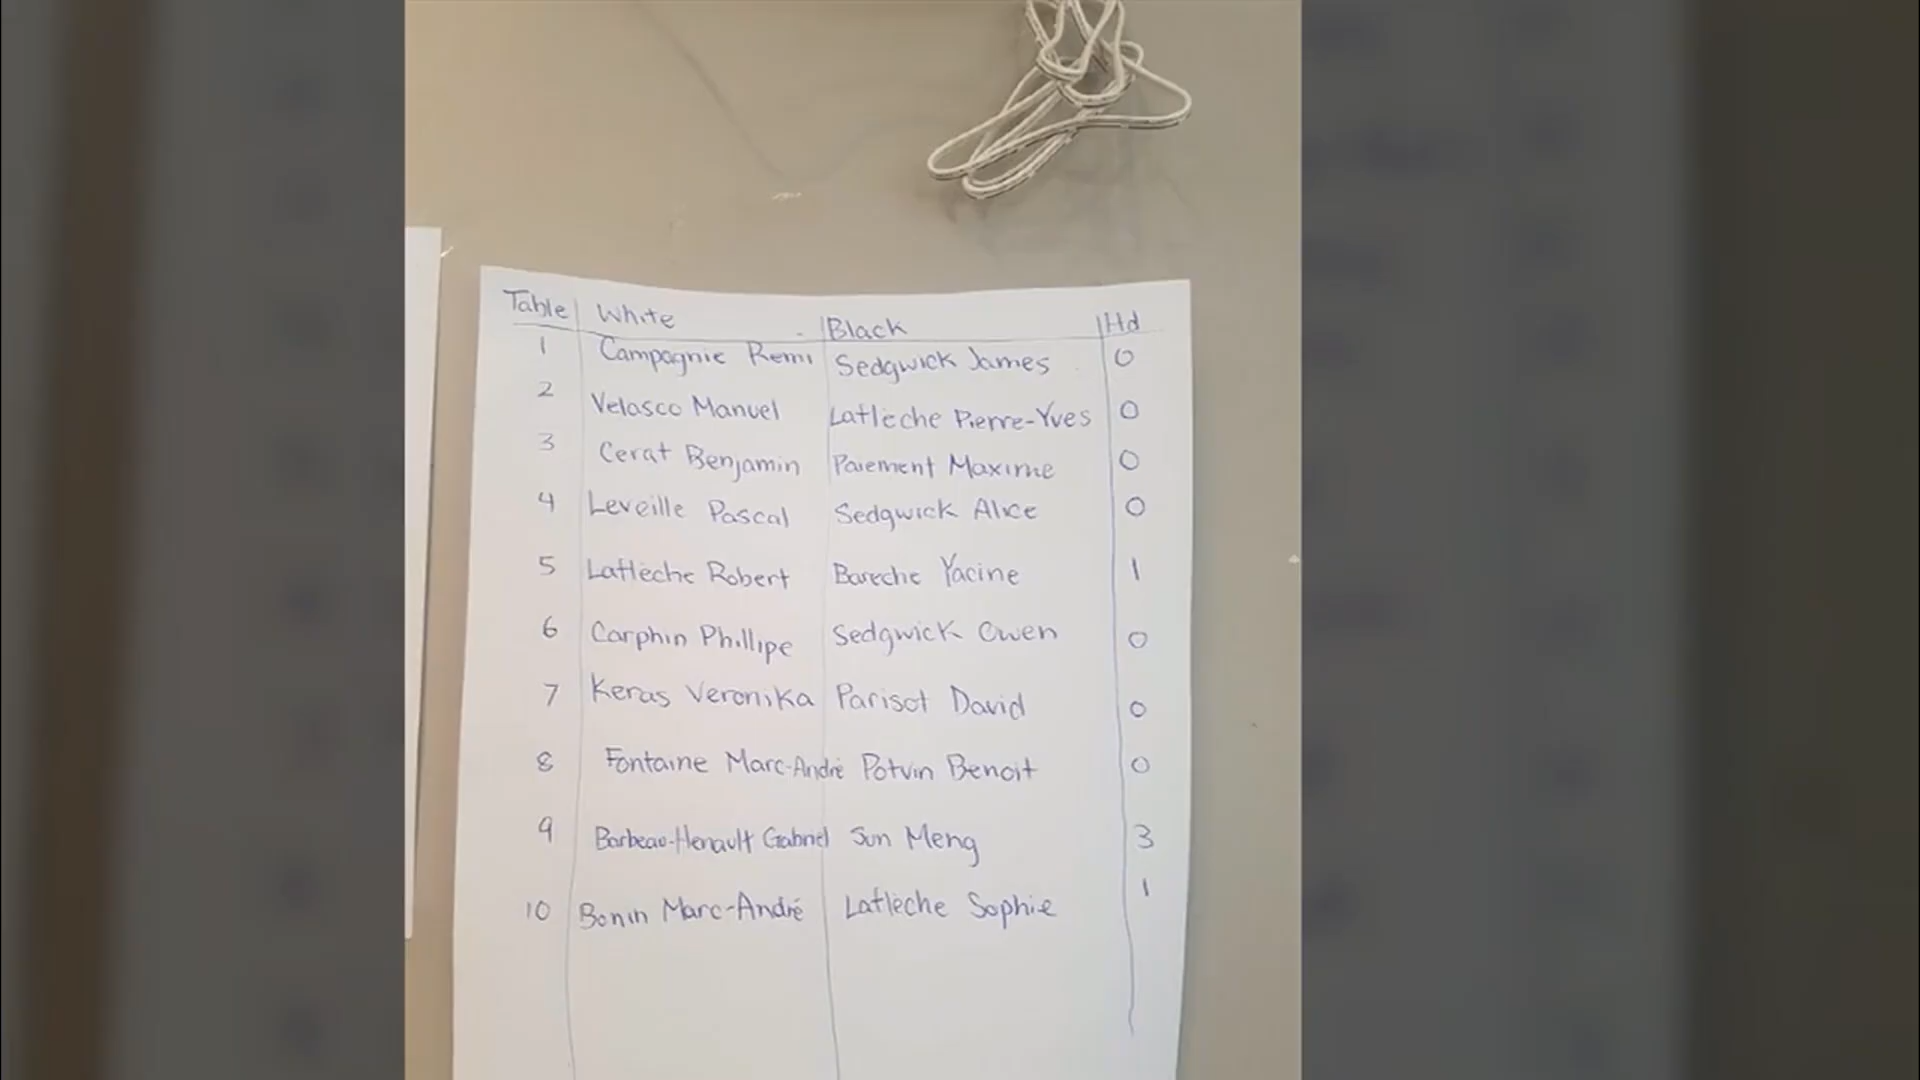 Table White Black Hd
1 Campagnie Remi Sedgwick James 0
2 Velasco Manuel Laflèche Pierre-Yves 0
3 Cerat Benjamin Paiement Maxime 0
4 Leveille Pascal Sedgwick Alice 0
5 Laflèche Robert Bareche Yacine 1
6 Carphin Phillipe Sedgwick Owen 0
7 Keras Veronika Parisot David 0
8 Fontaine Marc-André Potvin Benoit 0
9 Barbeau-Henault Gabriel Sun Meng 3
10 Bonin Marc-André Laflèche Sophie 1